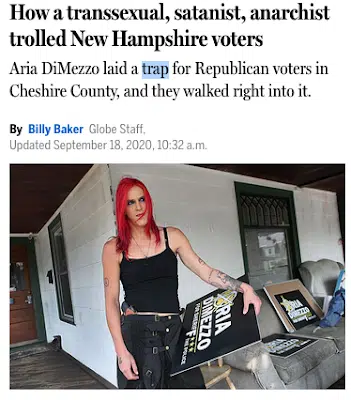 How a transsexual, satanist, anarchist
trolled New Hampshire voters
Aria DiMezzo laid a trap for Republican voters in
Cheshire County, and they walked right into it.
By Billy Baker Globe Staff,
Updated September 18, 2020, 10:32 a.m.
ARIA
DIMEZZO